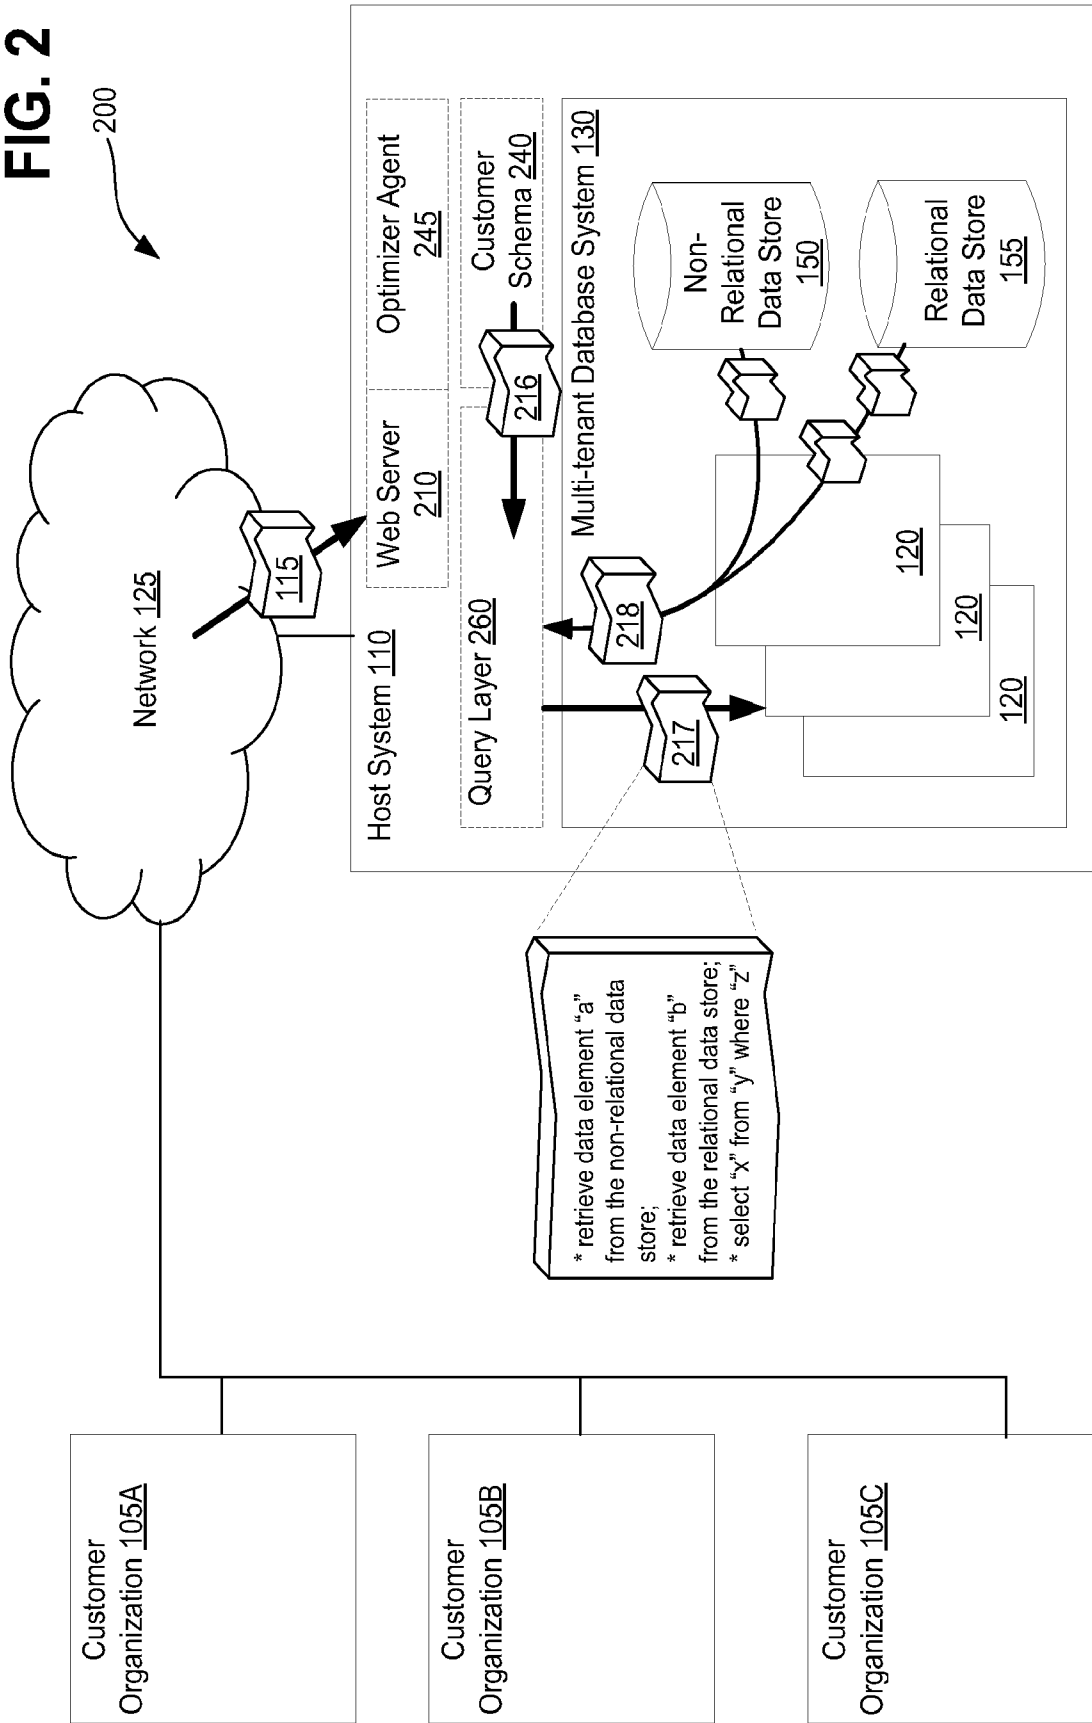 FIG. 2
200
Network 125
115
Host System 110
Web Server
210
Optimizer Agent
245
Query Layer 260
216
Customer
Schema 240
Multi-tenant Database System 130
217
218
120
120
120
Non-
Relational
Data Store
150
Relational
Data Store
155
* retrieve data element “a”
from the non-relational data
store;
* retrieve data element “b”
from the relational data store;
* select “x” from “y” where “z”
Customer
Organization 105A
Customer
Organization 105B
Customer
Organization 105C